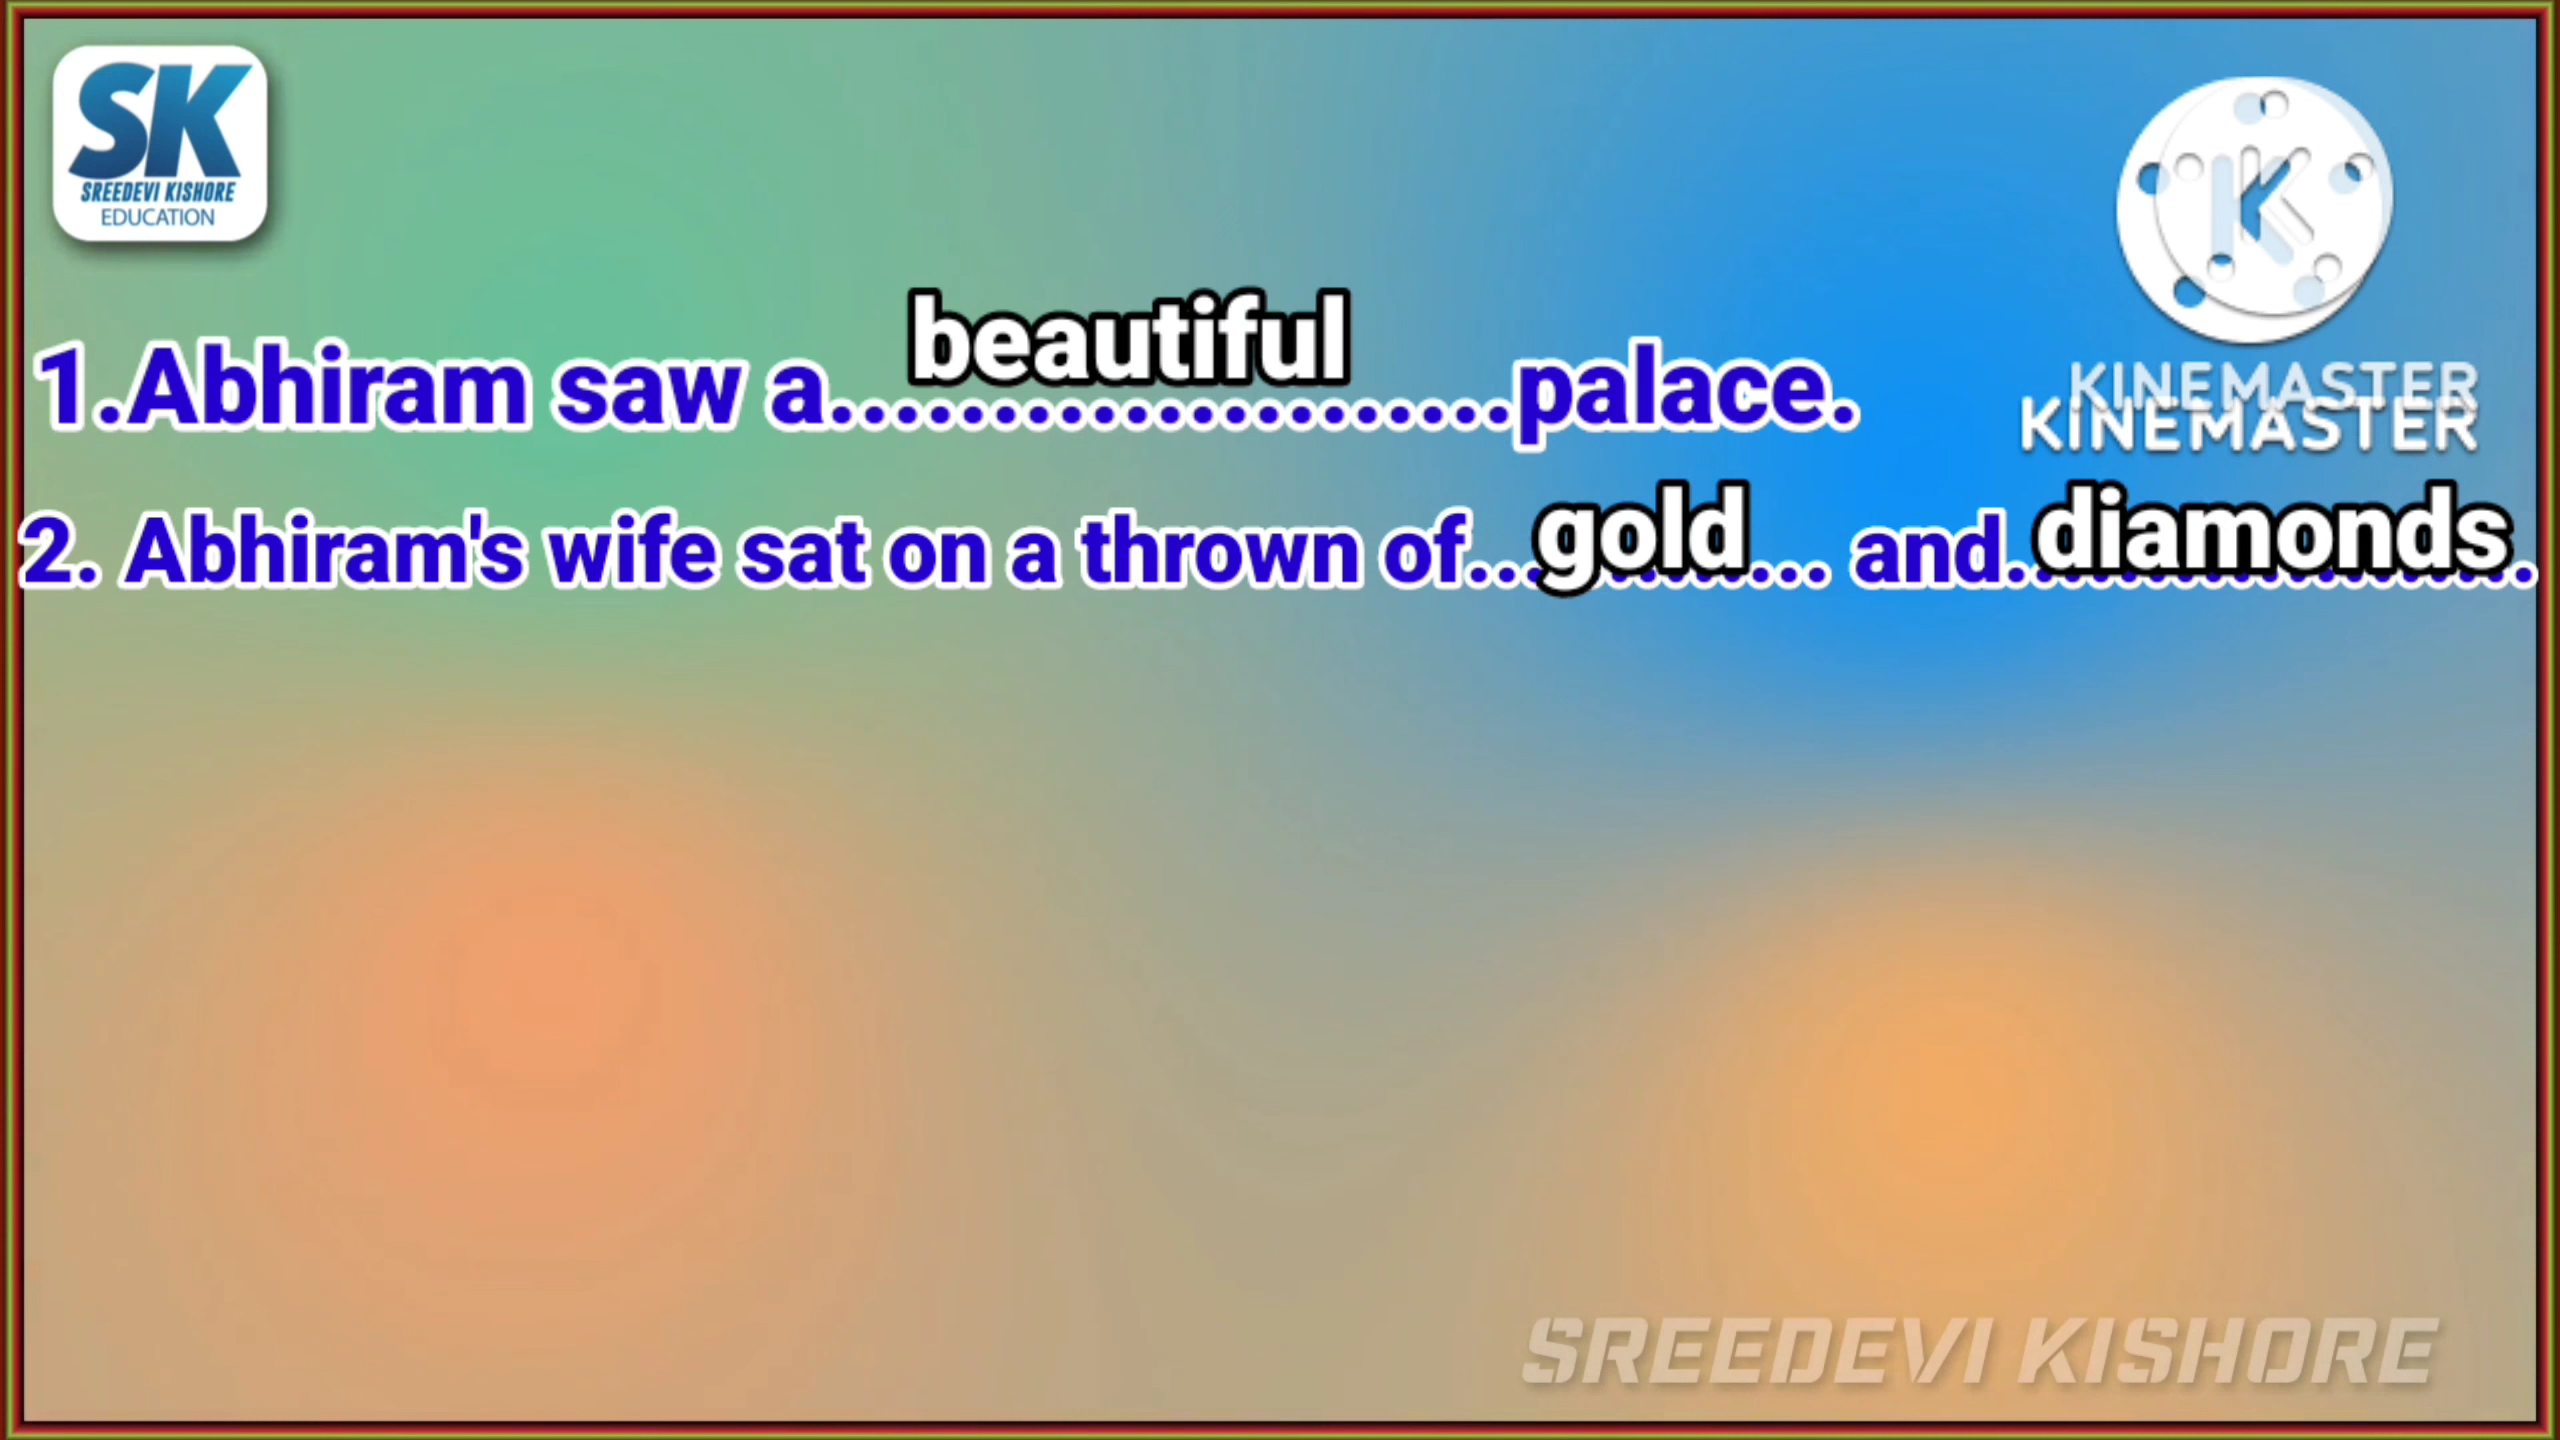 SK
SREEDEVI KISHORE
EDUCATION
KINEMASTER
KINEMASTER
beautiful
1.Abhiram saw a.....................palace.
2. Abhiram's wife sat on a thrown of...gold... and.diamonds.
SREEDEVI KISHORE